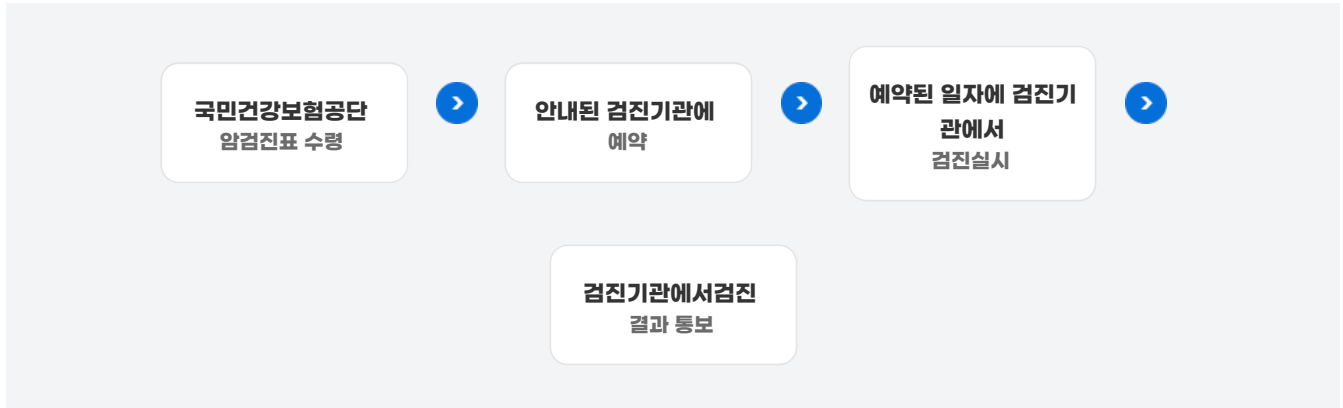 국민건강보험공단
암검진표 수령
안내된 검진기관에
예약
예약된 일자에 검진기
관에서
검진실시
검진기관에서검진
결과 통보